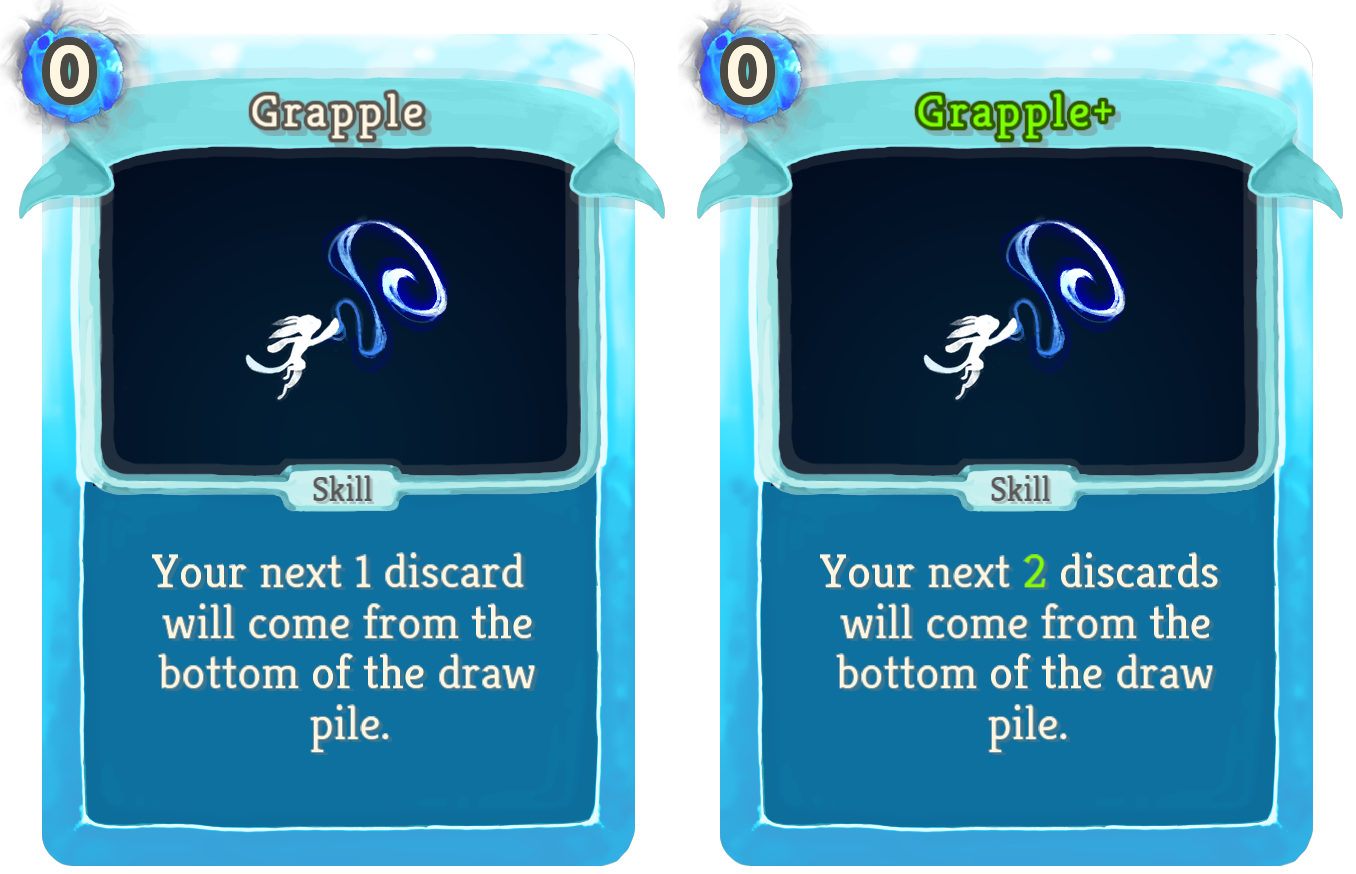 0
Grapple
Skill
Your next 1 discard
will come from the
bottom of the draw
pile.
0
Grapple+
Skill
Your next 2 discards
will come from the
bottom of the draw
pile.